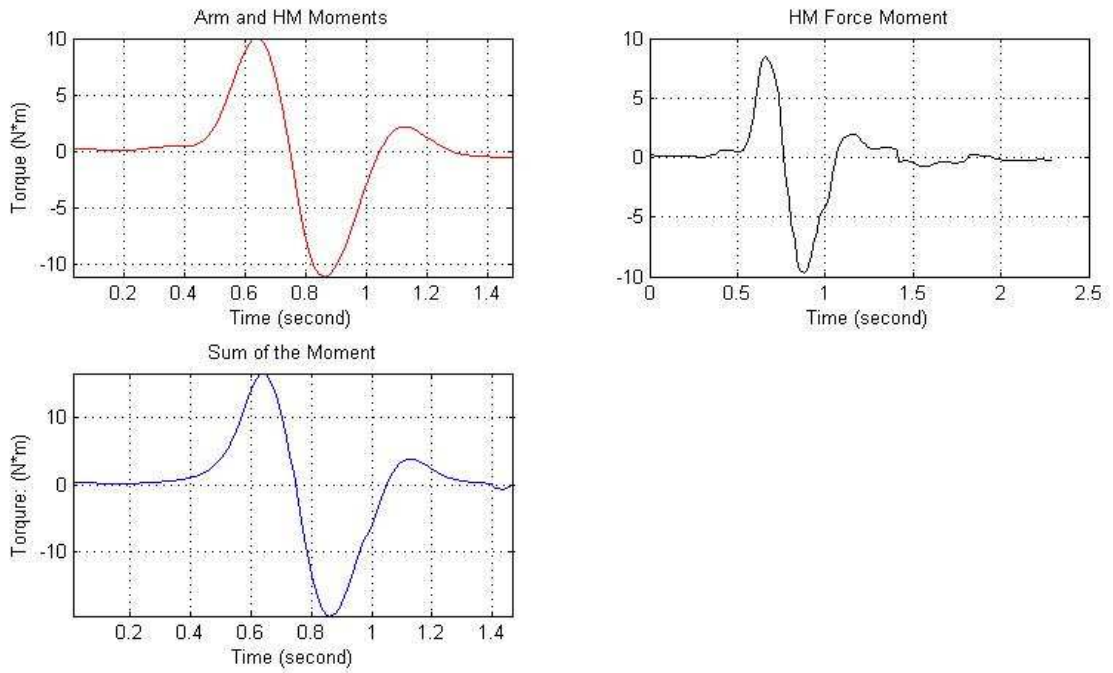 Arm and HM Moments
10
5
0
-5
-10
Torque (N*m)
0.2 0.4 0.6 0.8 1 1.2 1.4
Time (second)
HM Force Moment
10
5
0
-5
-10
0 0.5 1 1.5 2 2.5
Time (second)
Sum of the Moment
10
0
-10
Torqure: (N*m)
0.2 0.4 0.6 0.8 1 1.2 1.4
Time (second)